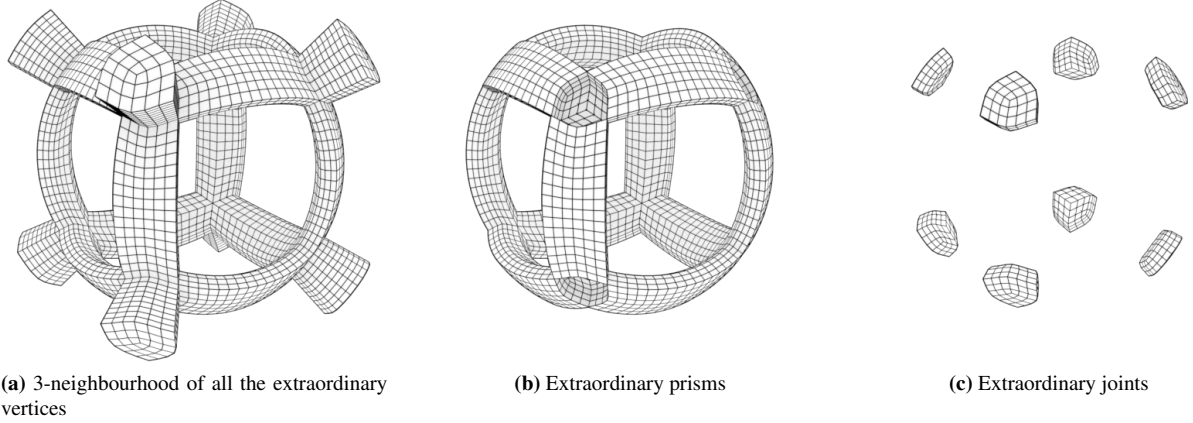 (a) 3-neighbourhood of all the extraordinary
vertices
(b) Extraordinary prisms
(c) Extraordinary joints